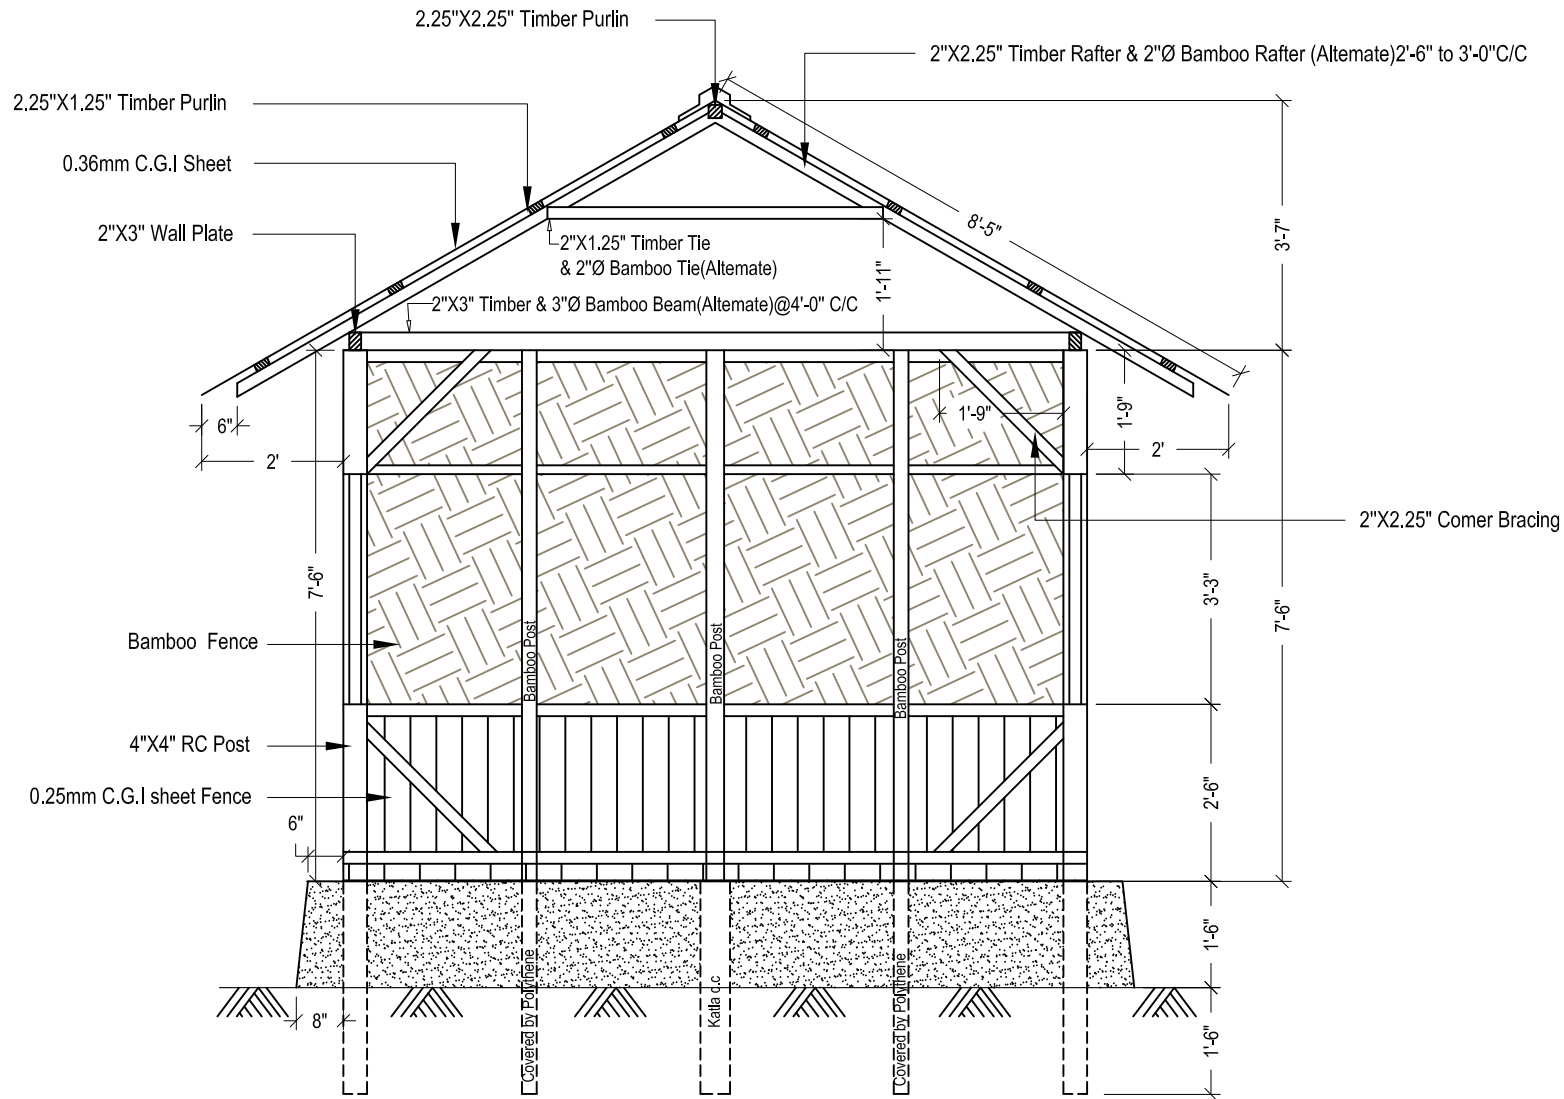 2.25"X2.25" Timber Purlin
2"X2.25" Timber Rafter & 2"Ø Bamboo Rafter (Altemate)2'-6" to 3'-0"C/C
2.25"X1.25" Timber Purlin
0.36mm C.G.I Sheet
2"X3" Wall Plate
8'-5"
3'-7"
2"X1.25" Timber Tie
& 2"Ø Bamboo Tie(Altemate)
1'-11"
2"X3" Timber & 3"Ø Bamboo Beam(Altemate)@4'-0" C/C
6"
2'
1'-9"
1'-9"
2'
2"X2.25" Comer Bracing
7'-6"
3'-3"
7'-6"
Bamboo Fence
Bamboo Post
Bamboo Post
Bamboo Post
4"X4" RC Post
0.25mm C.G.I sheet Fence
6"
2'-6"
1'-6"
Covered by Polythene
Katla c.c
Covered by Polythene
8"
1'-6"